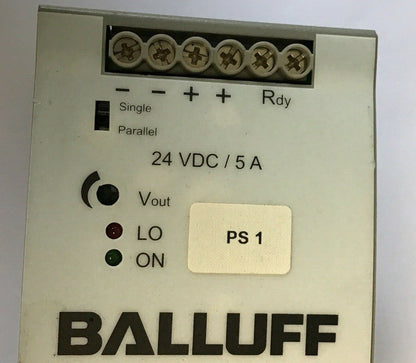 − − + + Rdy
Single
Parallel
24 VDC / 5 A
Vout
LO
PS 1
ON
BALLUFF